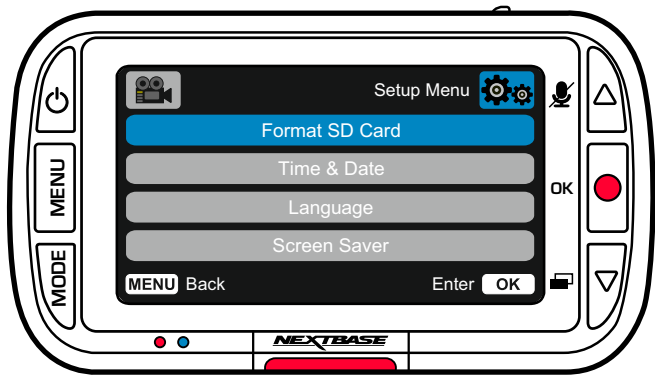 Setup Menu
Format SD Card
Time & Date
Language
Screen Saver
MENU Back
Enter OK
MENU
MODE
OK
NEXTBASE